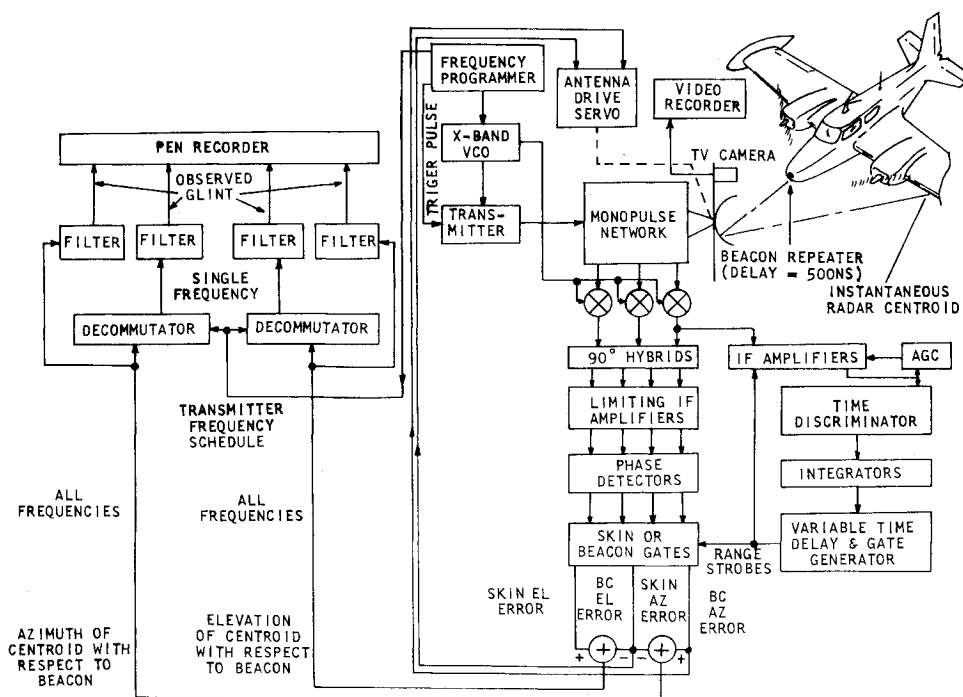 FREQUENCY
PROGRAMMER
ANTENNA
DRIVE
SERVO
VIDEO
RECORDER
PEN RECORDER
TRIGER PULSE
X-BAND
VCO
TV CAMERA
OBSERVED
GLINT
TRANS-
MITTER
MONOPULSE
NETWORK
FILTER
FILTER
FILTER
FILTER
BEACON REPEATER
(DELAY = 500NS)
INSTANTANEOUS
RADAR CENTROID
SINGLE
FREQUENCY
DECOMMUTATOR
DECOMMUTATOR
90° HYBRIDS
IF AMPLIFIERS
AGC
TRANSMITTER
FREQUENCY
SCHEDULE
LIMITING IF
AMPLIFIERS
TIME
DISCRIMINATOR
PHASE
DETECTORS
INTEGRATORS
ALL
FREQUENCIES
ALL
FREQUENCIES
SKIN OR
BEACON GATES
RANGE
STROBES
VARIABLE TIME
DELAY & GATE
GENERATOR
SKIN EL
ERROR
BC
EL
ERROR
SKIN
AZ
ERROR
BC
AZ
ERROR
AZIMUTH OF
CENTROID WITH
RESPECT TO
BEACON
ELEVATION
OF CENTROID
WITH RESPECT
TO BEACON
+ - - +
+ +